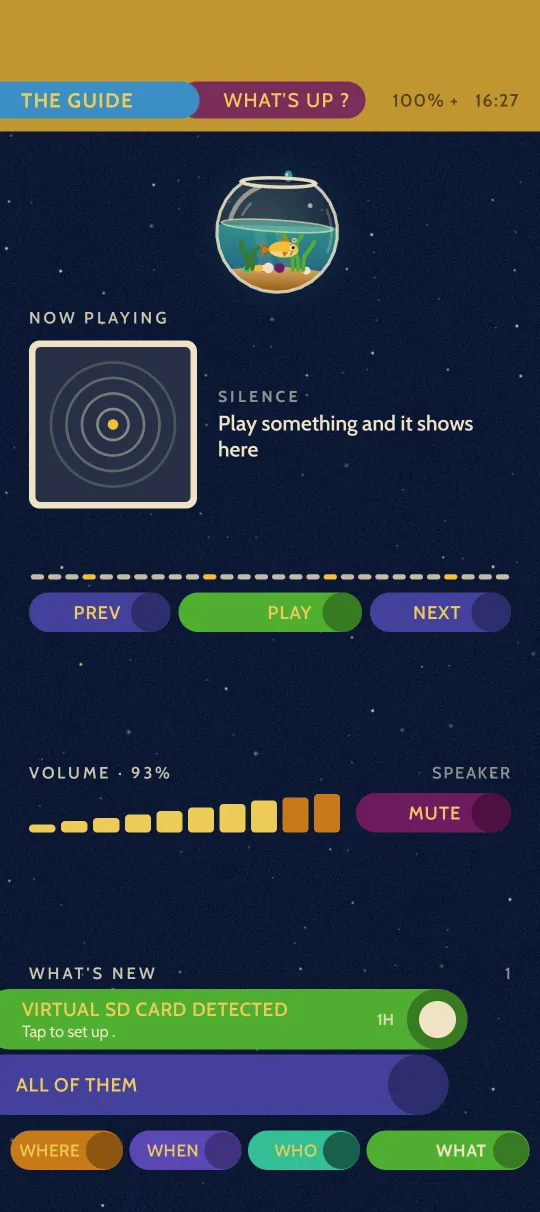 THE GUIDE
WHAT'S UP ?
100% +
16:27
NOW PLAYING
SILENCE
Play something and it shows
here
PREV
PLAY
NEXT
VOLUME · 93%
SPEAKER
MUTE
WHAT'S NEW
1
VIRTUAL SD CARD DETECTED
Tap to set up .
1H
ALL OF THEM
WHERE
WHEN
WHO
WHAT